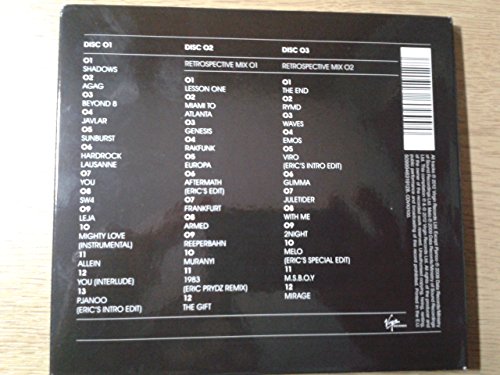 DISC 01
01
SHADOWS
02
AGAG
03
BEYOND 8
04
JAVLAR
05
SUNBURST
06
HARDROCK
LAUSANNE
07
YOU
08
SW4
09
LEJA
10
MIGHTY LOVE
(INSTRUMENTAL)
11
ALLEIN
12
YOU (INTERLUDE)
13
PJANOO
(ERIC'S INTRO EDIT)
DISC 02
RETROSPECTIVE MIX 01
01
LESSON ONE
02
MIAMI TO
ATLANTA
03
GENESIS
04
RAKFUNK
05
EUROPA
06
AFTERMATH
(ERIC'S EDIT)
07
FRANKFURT
08
ARMED
09
REEPERBAHN
10
MURANYI
11
1983
(ERIC PRYDZ REMIX)
12
THE GIFT
DISC 03
RETROSPECTIVE MIX 02
01
THE END
02
RYMD
03
WAVES
04
EMOS
05
VIRO
(ERIC'S INTRO EDIT)
06
GLIMMA
07
JULETIDER
08
WITH ME
09
2NIGHT
10
MELO
(ERIC'S SPECIAL EDIT)
11
M.S.B.O.Y
12
MIRAGE
Virgin
RECORDS